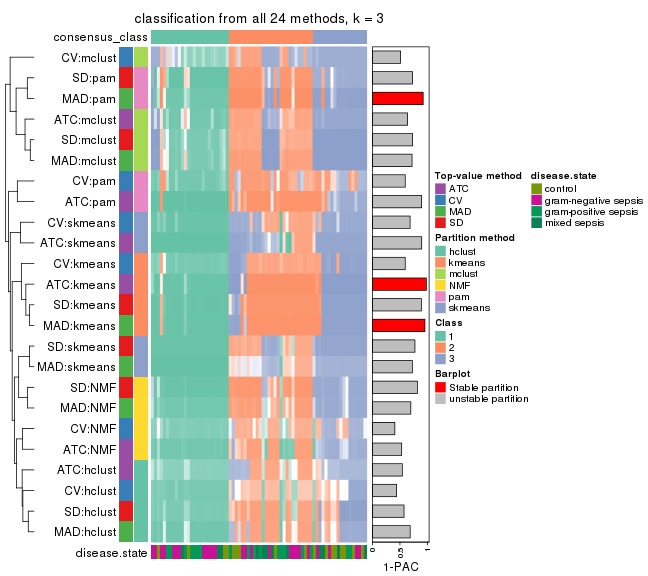 classification from all 24 methods, k = 3
consensus_class
CV:mclust
SD:pam
MAD:pam
ATC:mclust
SD:mclust
MAD:mclust
CV:pam
ATC:pam
CV:skmeans
ATC:skmeans
CV:kmeans
ATC:kmeans
SD:kmeans
MAD:kmeans
SD:skmeans
MAD:skmeans
SD:NMF
MAD:NMF
CV:NMF
ATC:NMF
ATC:hclust
CV:hclust
SD:hclust
MAD:hclust
disease.state
0
0.5
1
1-PAC
Top-value method
ATC
CV
MAD
SD
Partition method
hclust
kmeans
mclust
NMF
pam
skmeans
Class
1
2
3
Barplot
Stable partition
unstable partition
disease.state
control
gram-negative sepsis
gram-positive sepsis
mixed sepsis